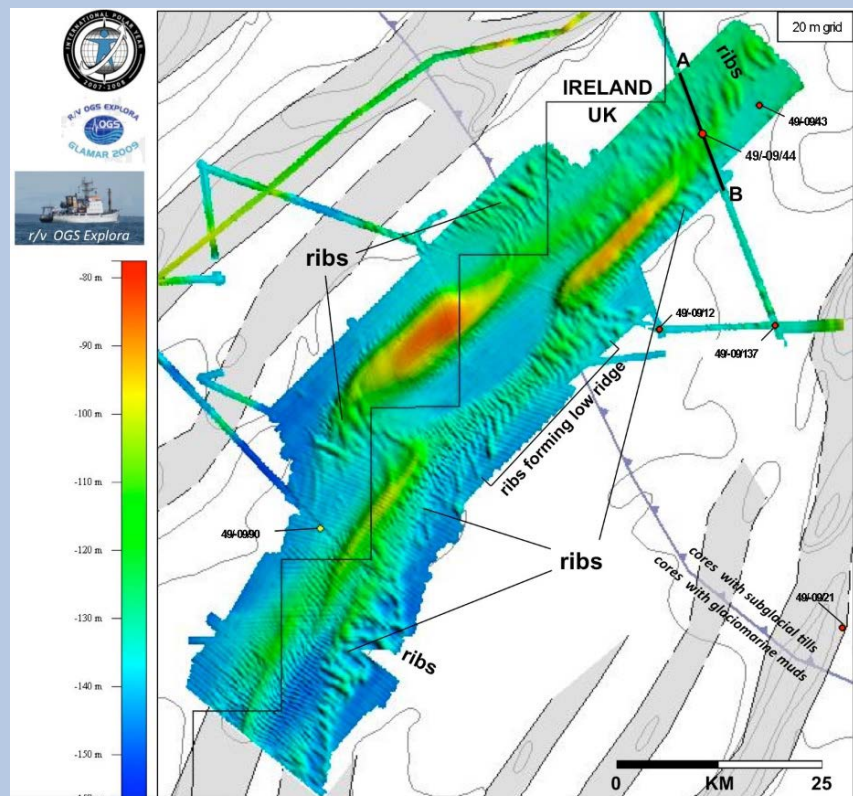 INTERNATIONAL POLAR YEAR
2007-2008
R/V OGS EXPLORA
OGS
GLAMAR 2009
r/v OGS Explora
20 m grid
A
ribs
IRELAND
UK
49/-09/43
49/-09/44
B
ribs
49/-09/12
49/-09/137
ribs forming low ridge
49/-09/90
ribs
cores with subglacial tills
cores with glaciomarine muds
49/-09/21
ribs
-80 m
-90 m
-100 m
-110 m
-120 m
-130 m
-140 m
-150 m
0
KM
25